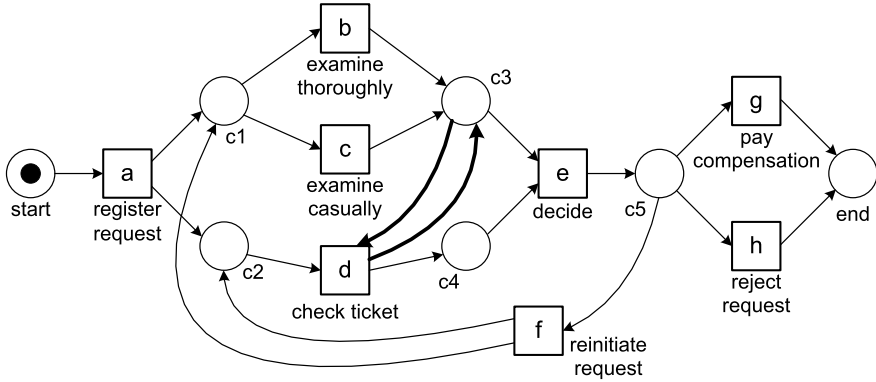 b
examine
thoroughly
c3
g
pay
compensation
c1
c
examine
casually
start
a
register
request
e
decide
c5
end
c2
d
check ticket
c4
h
reject
request
f
reinitiate
request